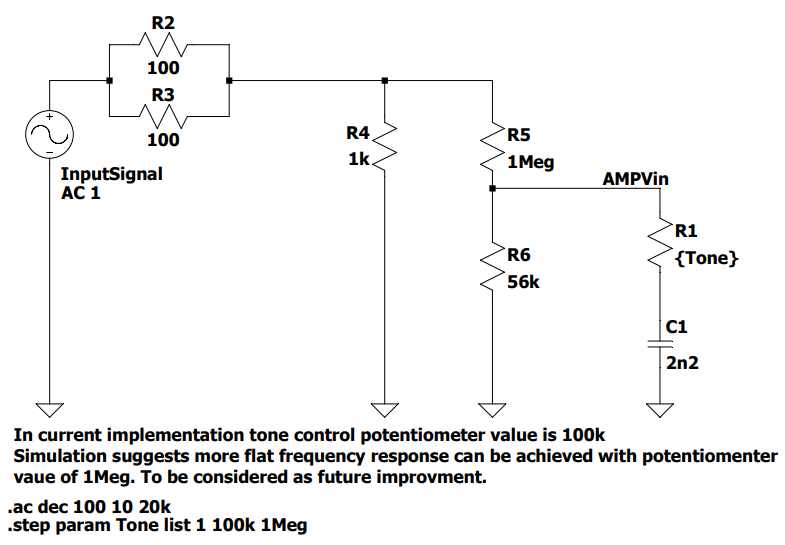 R2
100
R3
100
+
−
InputSignal
AC 1
R4
1k
R5
1Meg
AMPVin
R6
56k
R1
{Tone}
C1
2n2
In current implementation tone control potentiometer value is 100k
Simulation suggests more flat frequency response can be achieved with potentiomenter
vaue of 1Meg. To be considered as future improvment.
.ac dec 100 10 20k
.step param Tone list 1 100k 1Meg